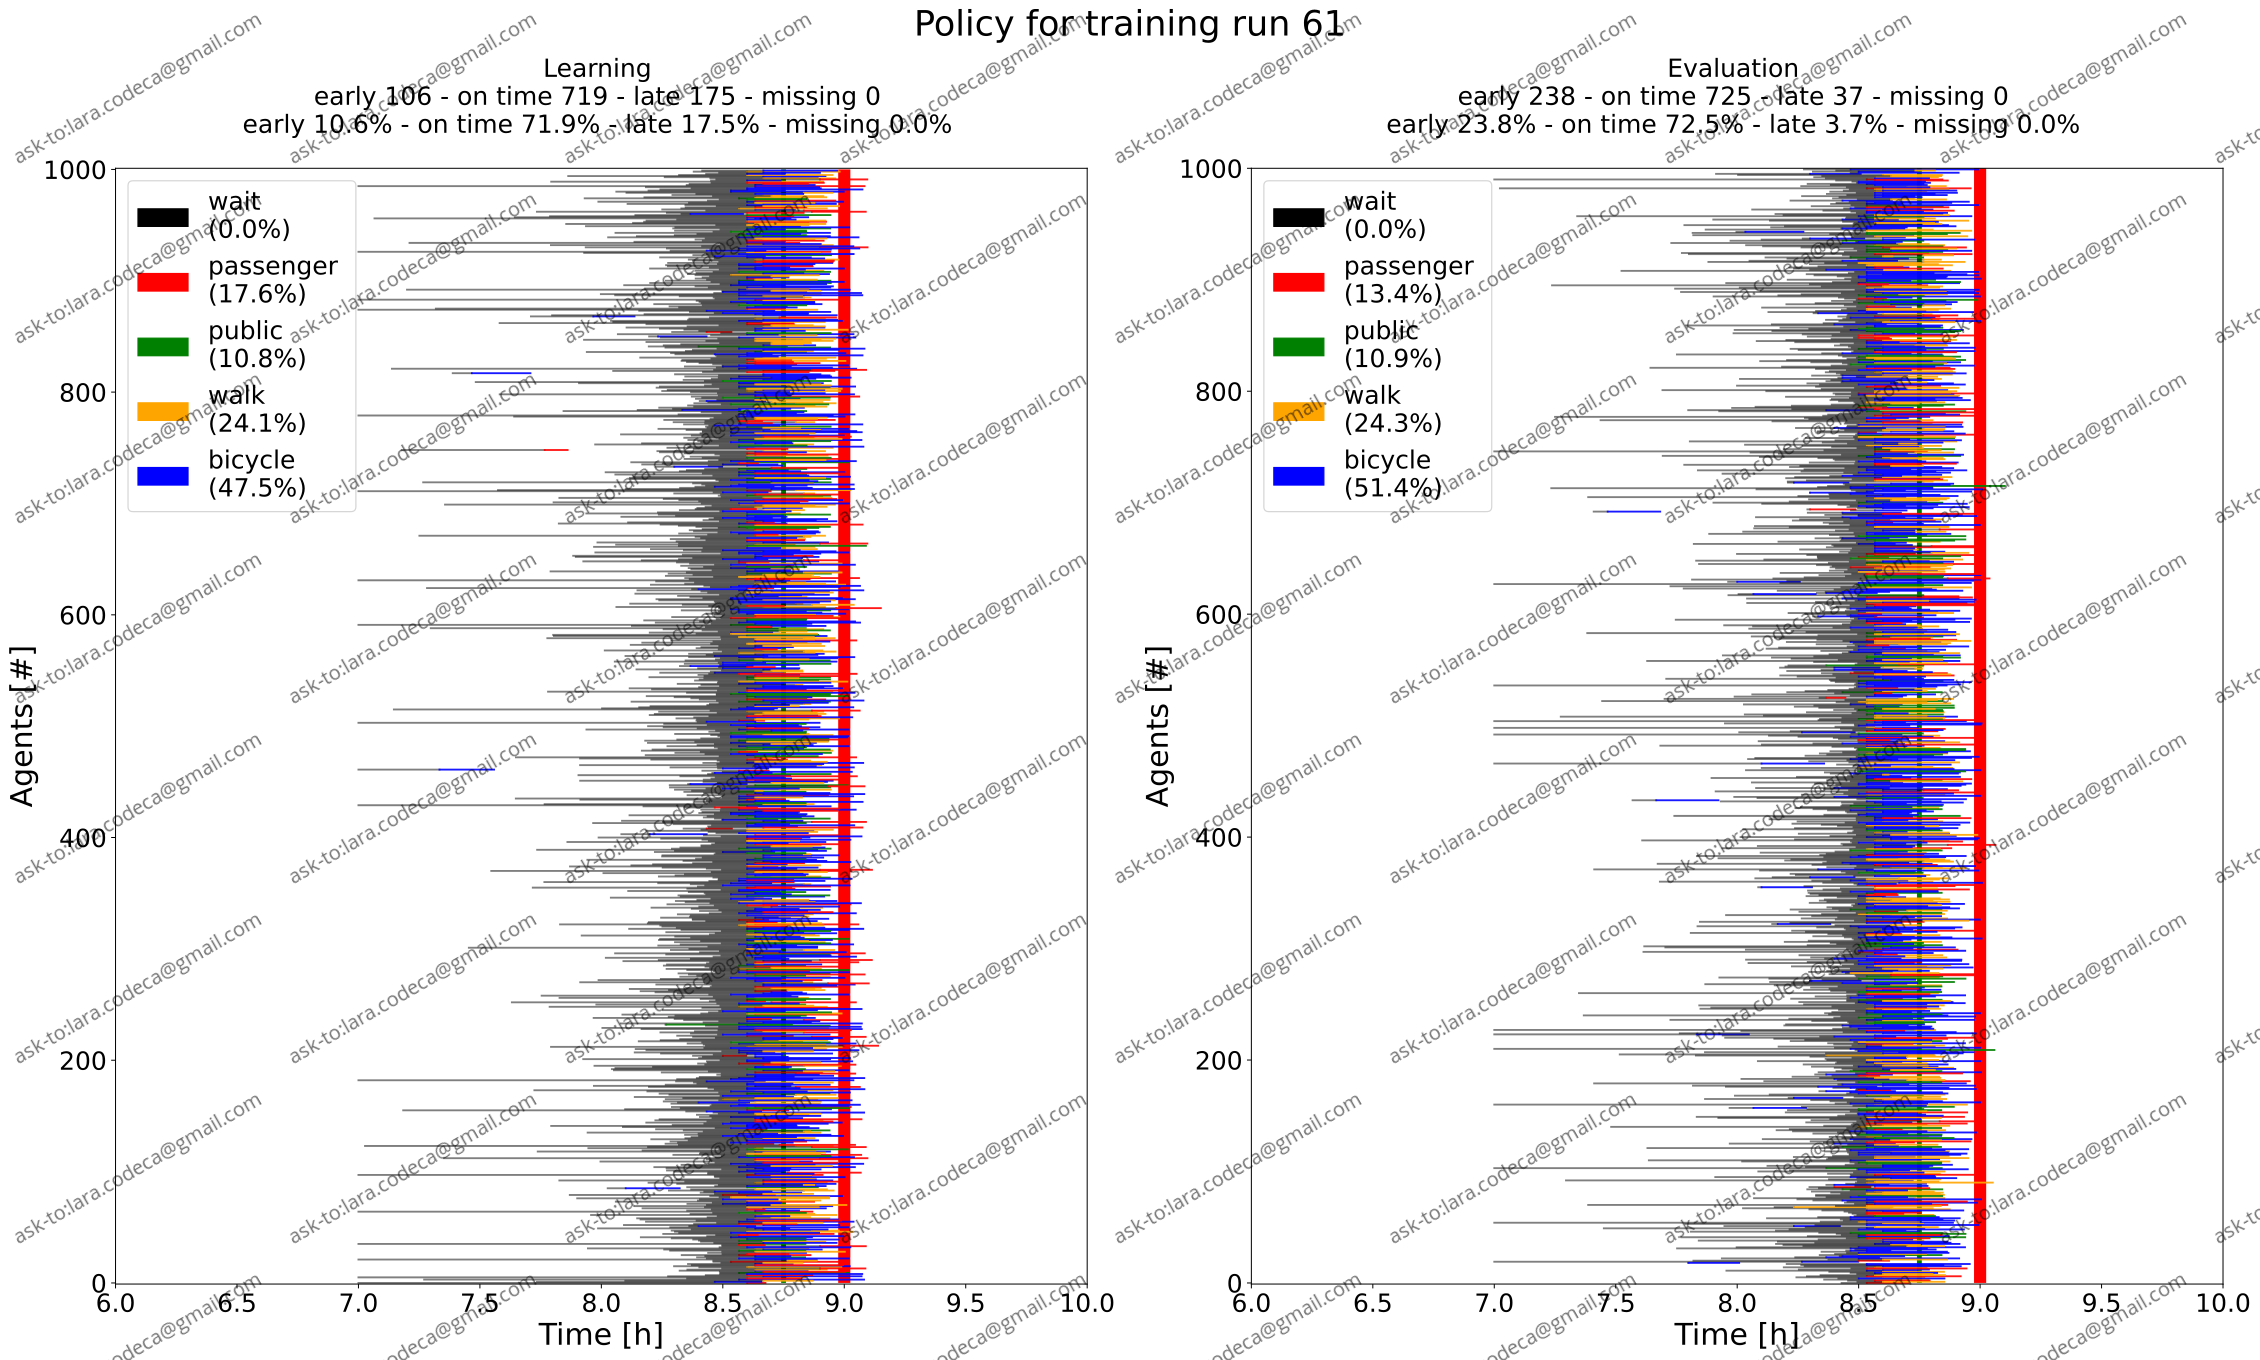 Policy for training run 61
Learning
early 106 - on time 719 - late 175 - missing 0
early 10.6% - on time 71.9% - late 17.5% - missing 0.0%
Agents [#]
1000
800
600
400
200
0
wait
(0.0%)
passenger
(17.6%)
public
(10.8%)
walk
(24.1%)
bicycle
(47.5%)
6.0 6.5 7.0 7.5 8.0 8.5 9.0 9.5 10.0
Time [h]
Evaluation
early 238 - on time 725 - late 37 - missing 0
early 23.8% - on time 72.5% - late 3.7% - missing 0.0%
Agents [#]
1000
800
600
400
200
0
wait
(0.0%)
passenger
(13.4%)
public
(10.9%)
walk
(24.3%)
bicycle
(51.4%)
6.0 6.5 7.0 7.5 8.0 8.5 9.0 9.5 10.0
Time [h]
ask-to:lara.codeca@gmail.com